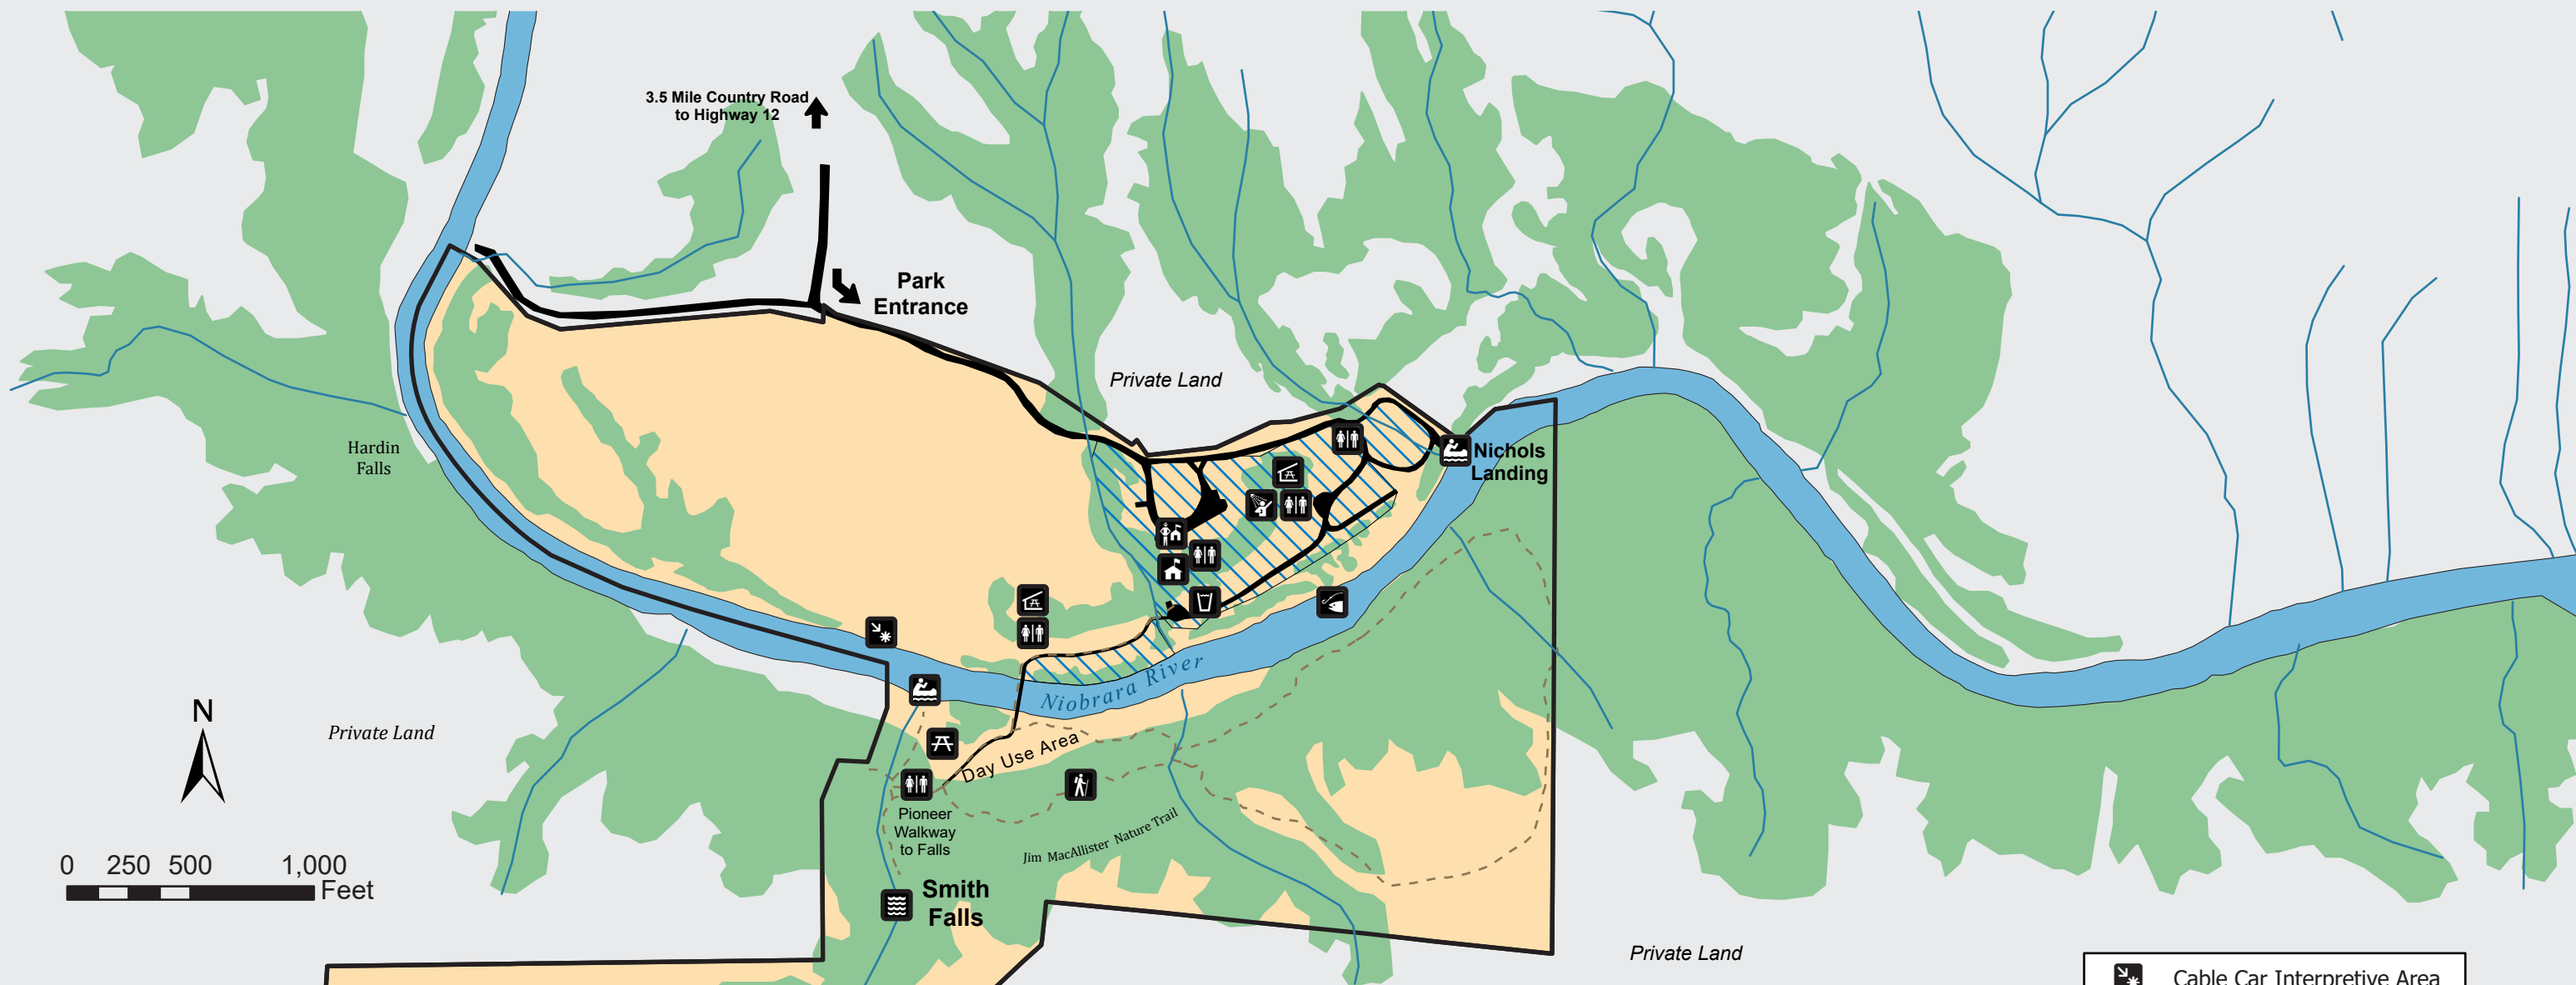 3.5 Mile Country Road
to Highway 12
Park
Entrance
Private Land
Hardin
Falls
Nichols
Landing
Niobrara River
N
Private Land
Day Use Area
Pioneer
Walkway
to Falls
Jim MacAllister Nature Trail
0 250 500 1,000
Feet
Smith
Falls
Private Land
Cable Car Interpretive Area